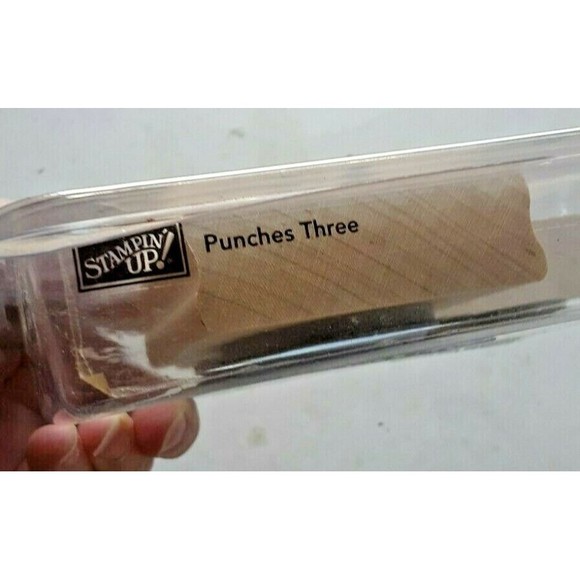 STAMPIN'
UP!
Punches Three